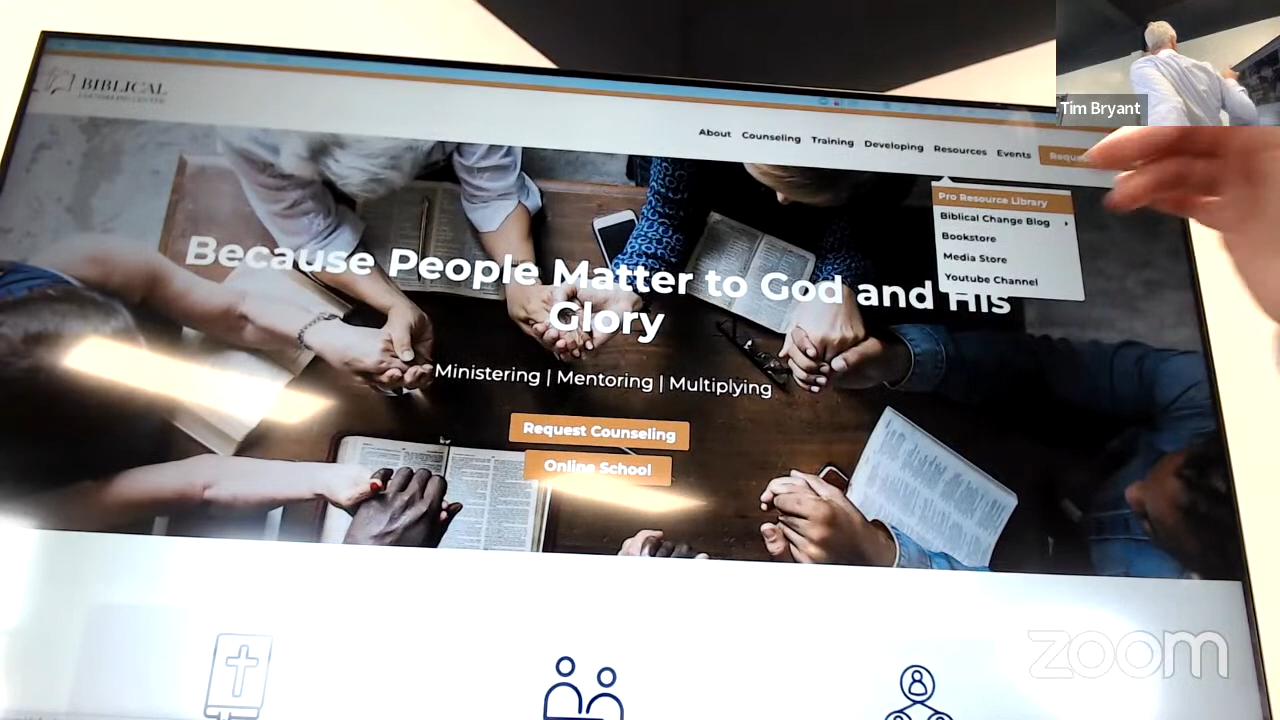 Tim Bryant
BIBLICAL
About Counseling Training Developing Resources Events
Pro Resource Library
Biblical Change Blog
Bookstore
Media Store
Youtube Channel
Because People Matter to God and His
Glory
Ministering | Mentoring | Multiplying
Request Counseling
Online School
zoom